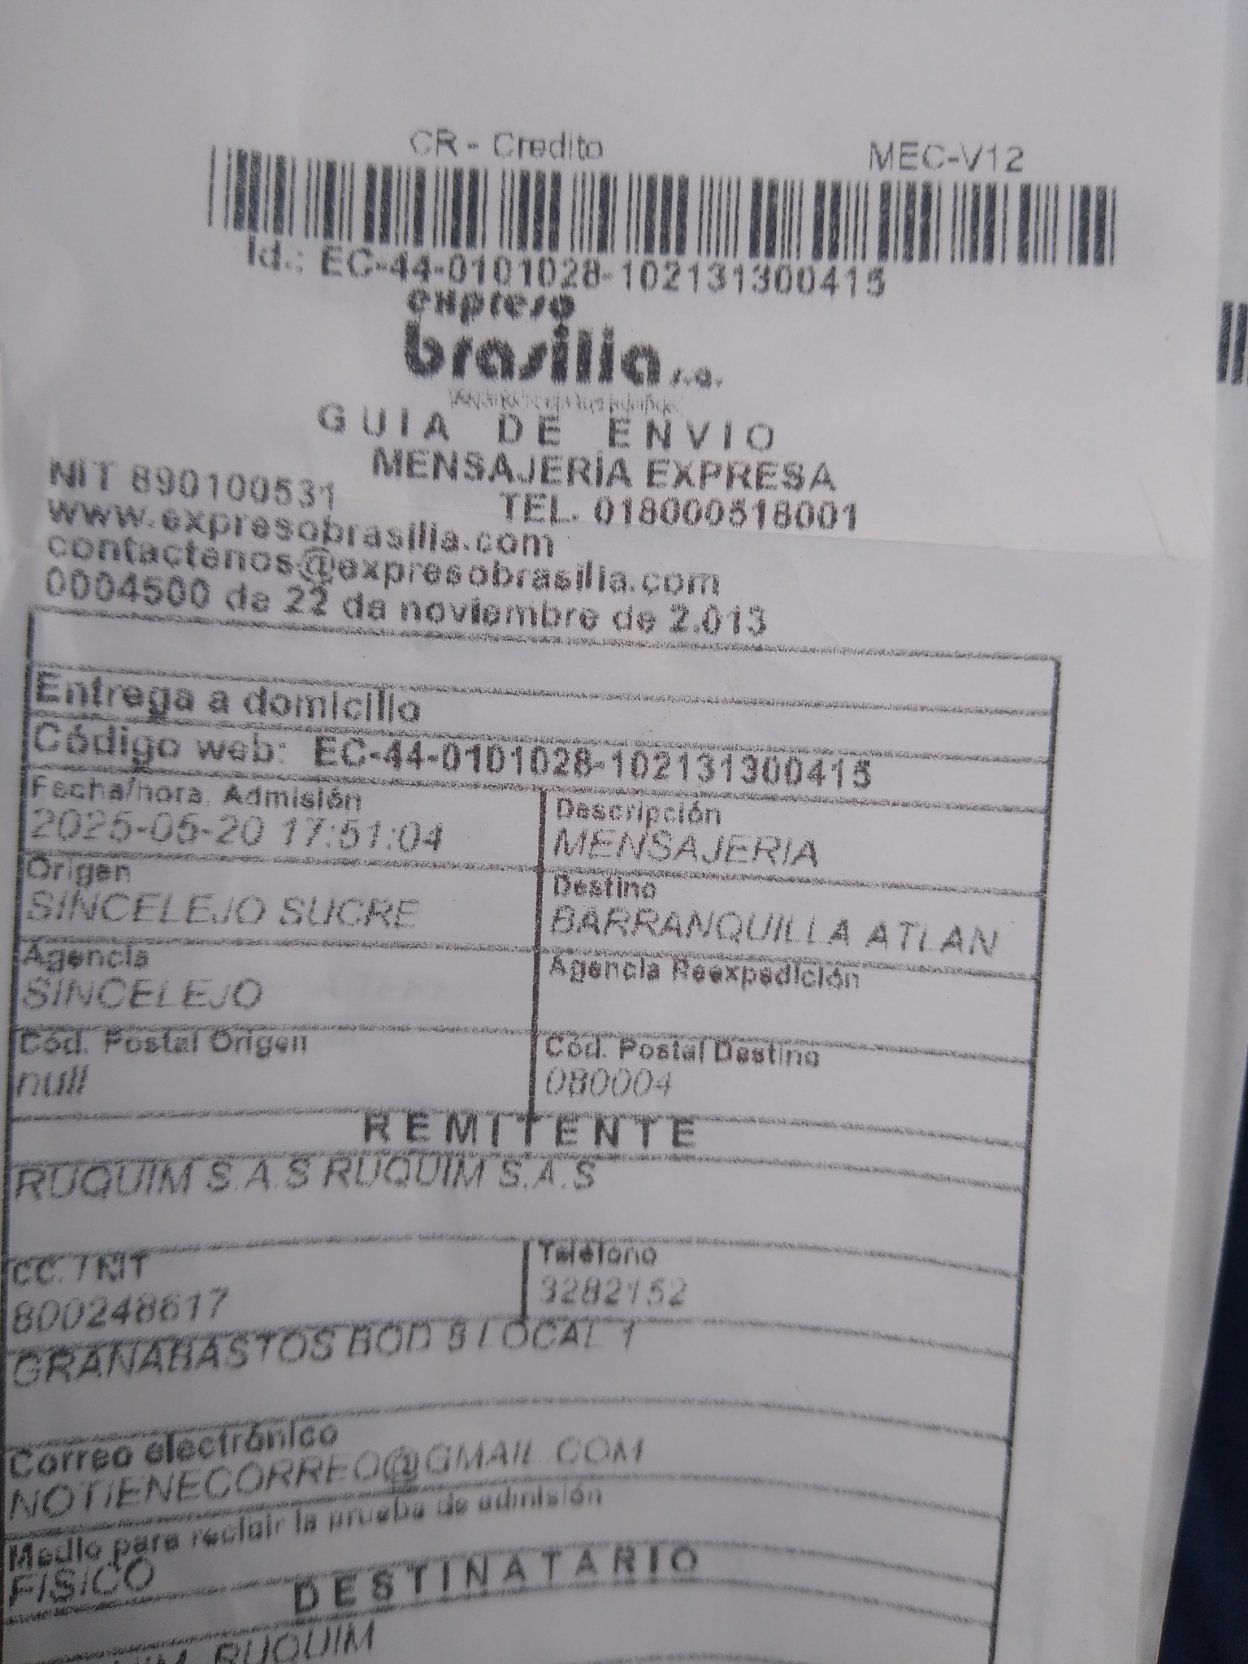 CR - Credito MEC-V12
Id.: EC-44-0101028-102131300415
expreso
brasilia s.a.
GUIA DE ENVIO
MENSAJERÍA EXPRESA
NIT 890100531 TEL. 018000518001
www.expresobrasilia.com
contactenos@expresobrasilia.com
0004500 de 22 de noviembre de 2.013
Entrega a domicilio
Código web: EC-44-0101028-102131300415
Fecha/hora. Admisión Descripción
2025-05-20 17:51:04 MENSAJERIA
Origen Destino
SINCELEJO SUCRE BARRANQUILLA ATLAN
Agencia Agencia Reexpedición
SINCELEJO
Cód. Postal Origen Cód. Postal Destino
null 080004
REMITENTE
RUQUIM S.A.S RUQUIM S.A.S
CC. / NIT Teléfono
800248617 3282152
GRANABASTOS BOD 8 LOCAL 1
Correo electrónico
NOTIENECORREO@GMAIL.COM
Medio para recibir la prueba de admisión
FISICO
DESTINATARIO
RUQUIM